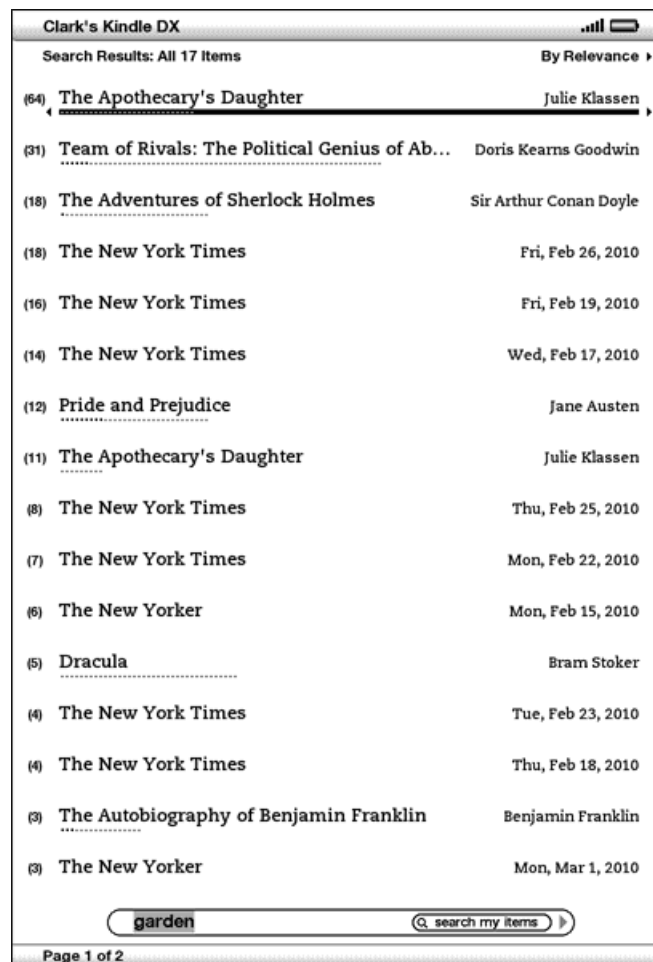 Clark's Kindle DX
Search Results: All 17 Items By Relevance
(64) The Apothecary's Daughter Julie Klassen
(31) Team of Rivals: The Political Genius of Ab... Doris Kearns Goodwin
(18) The Adventures of Sherlock Holmes Sir Arthur Conan Doyle
(18) The New York Times Fri, Feb 26, 2010
(16) The New York Times Fri, Feb 19, 2010
(14) The New York Times Wed, Feb 17, 2010
(12) Pride and Prejudice Jane Austen
(11) The Apothecary's Daughter Julie Klassen
(8) The New York Times Thu, Feb 25, 2010
(7) The New York Times Mon, Feb 22, 2010
(6) The New Yorker Mon, Feb 15, 2010
(5) Dracula Bram Stoker
(4) The New York Times Tue, Feb 23, 2010
(4) The New York Times Thu, Feb 18, 2010
(3) The Autobiography of Benjamin Franklin Benjamin Franklin
(3) The New Yorker Mon, Mar 1, 2010
garden search my items
Page 1 of 2